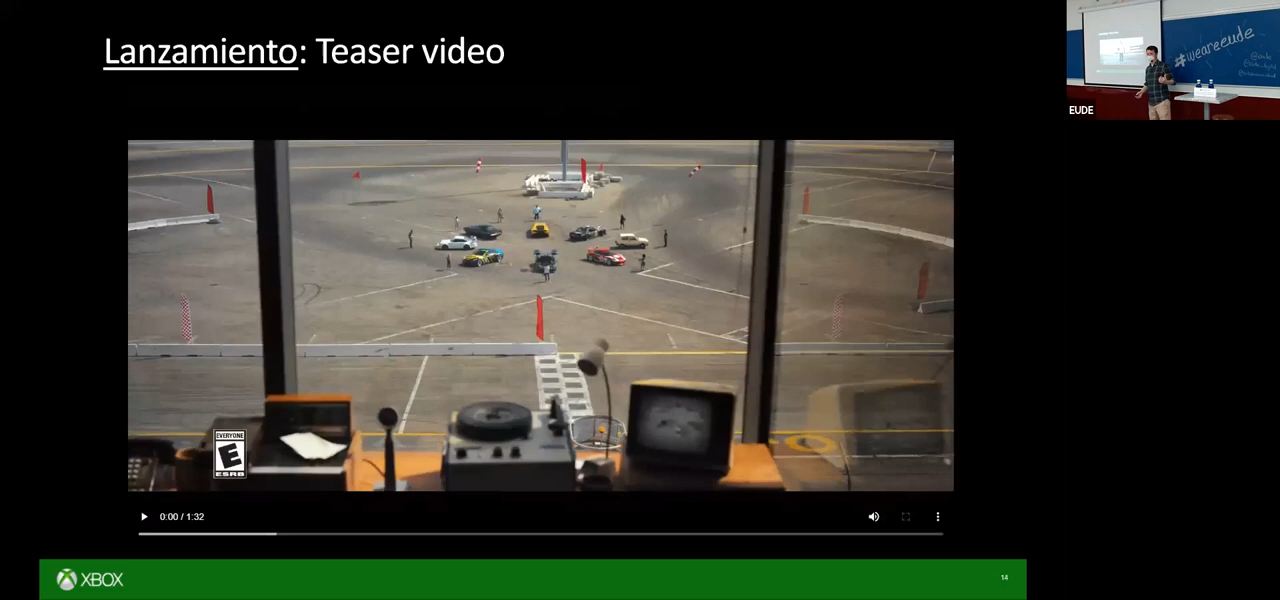 Lanzamiento: Teaser video
#weareeude
EUDE
EVERYONE
E
ESRB
0:00 / 1:32
XBOX
14